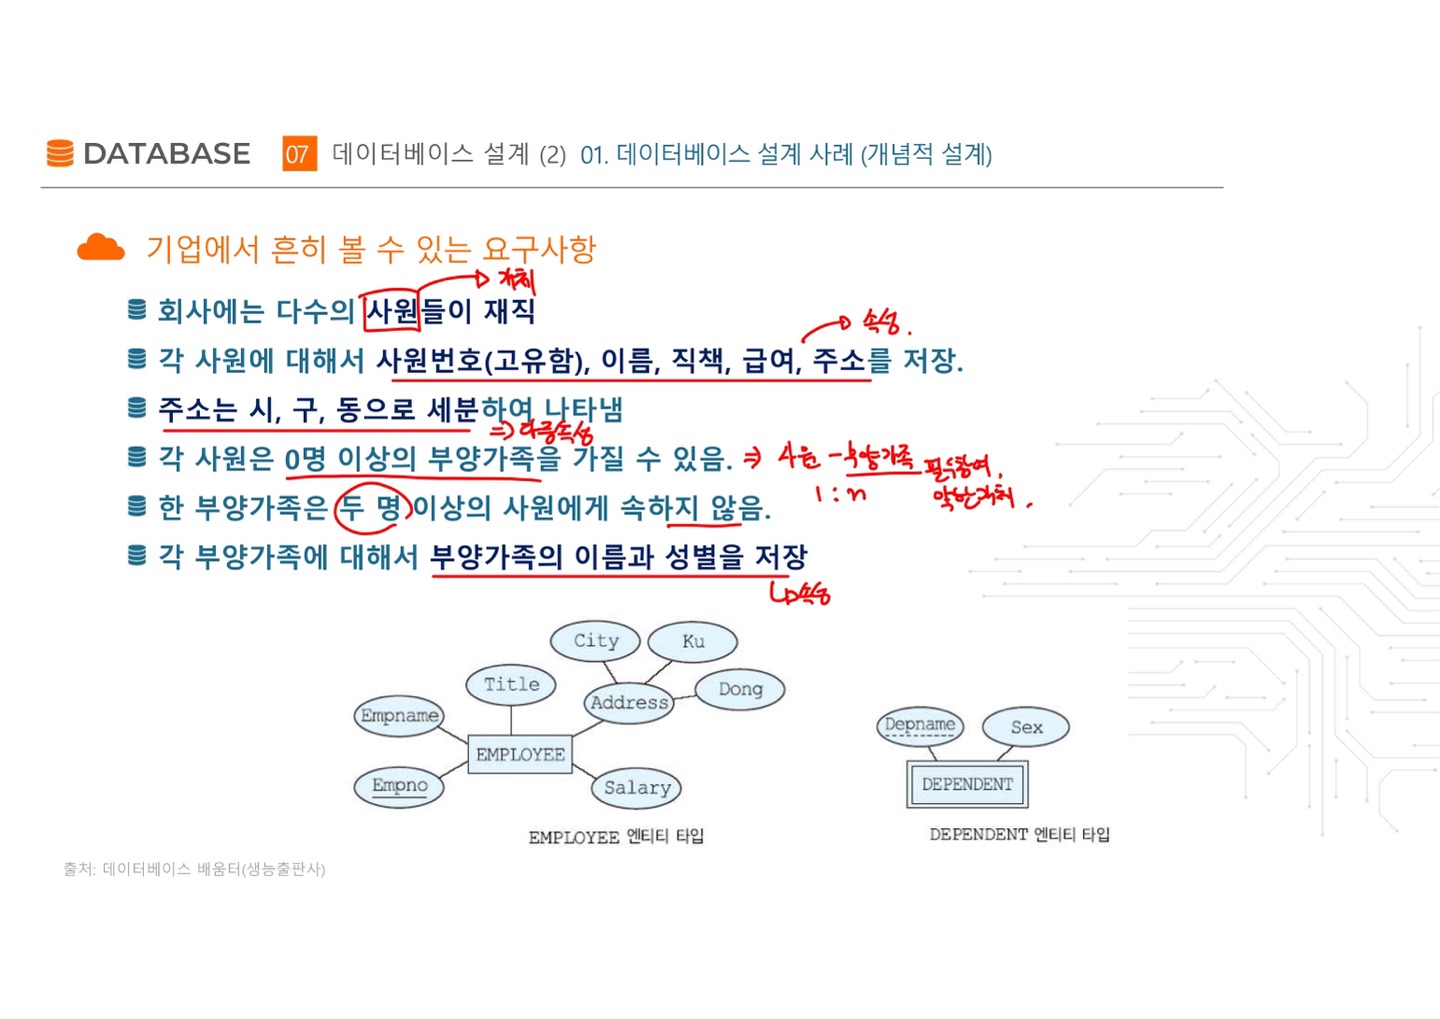 DATABASE 07 데이터베이스 설계 (2) 01. 데이터베이스 설계 사례 (개념적 설계)
기업에서 흔히 볼 수 있는 요구사항
개체
회사에는 다수의 사원들이 재직
속성.
각 사원에 대해서 사원번호(고유함), 이름, 직책, 급여, 주소를 저장.
주소는 시, 구, 동으로 세분하여 나타냄
=> 다중속성
각 사원은 0명 이상의 부양가족을 가질 수 있음. => 사원 - 부양가족 필수참여.
1 : n 약한개체.
한 부양가족은 두 명 이상의 사원에게 속하지 않음.
각 부양가족에 대해서 부양가족의 이름과 성별을 저장
속성
City Ku
Title Address Dong
Empname
EMPLOYEE
Empno Salary
EMPLOYEE 엔티티 타입
Depname Sex
DEPENDENT
DEPENDENT 엔티티 타입
출처: 데이터베이스 배움터(생능출판사)